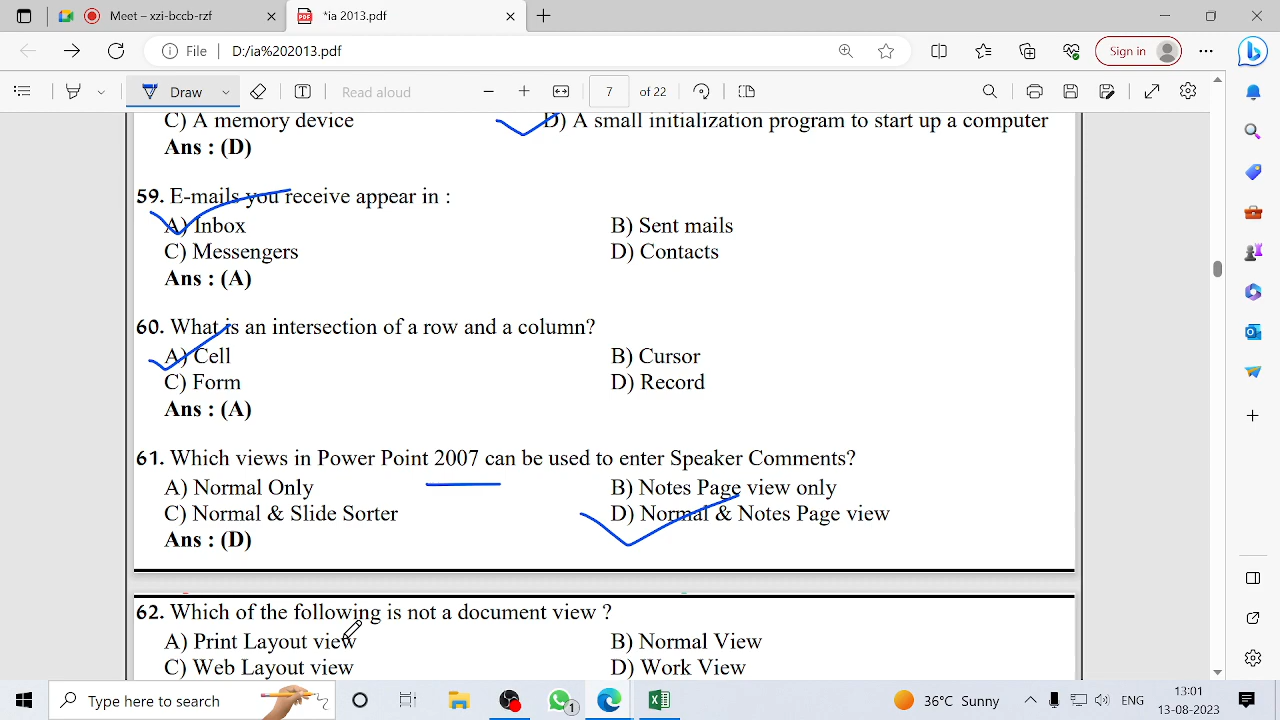 Meet – xzi-bccb-rzf
*ia 2013.pdf
File D:/ia%202013.pdf
Sign in
Draw
Read aloud
7 of 22
C) A memory device D) A small initialization program to start up a computer
Ans : (D)
59. E-mails you receive appear in :
A) Inbox B) Sent mails
C) Messengers D) Contacts
Ans : (A)
60. What is an intersection of a row and a column?
A) Cell B) Cursor
C) Form D) Record
Ans : (A)
61. Which views in Power Point 2007 can be used to enter Speaker Comments?
A) Normal Only B) Notes Page view only
C) Normal & Slide Sorter D) Normal & Notes Page view
Ans : (D)
62. Which of the following is not a document view ?
A) Print Layout view B) Normal View
C) Web Layout view D) Work View
Type here to search
1
36°C Sunny
ENG
13:01
13-08-2023